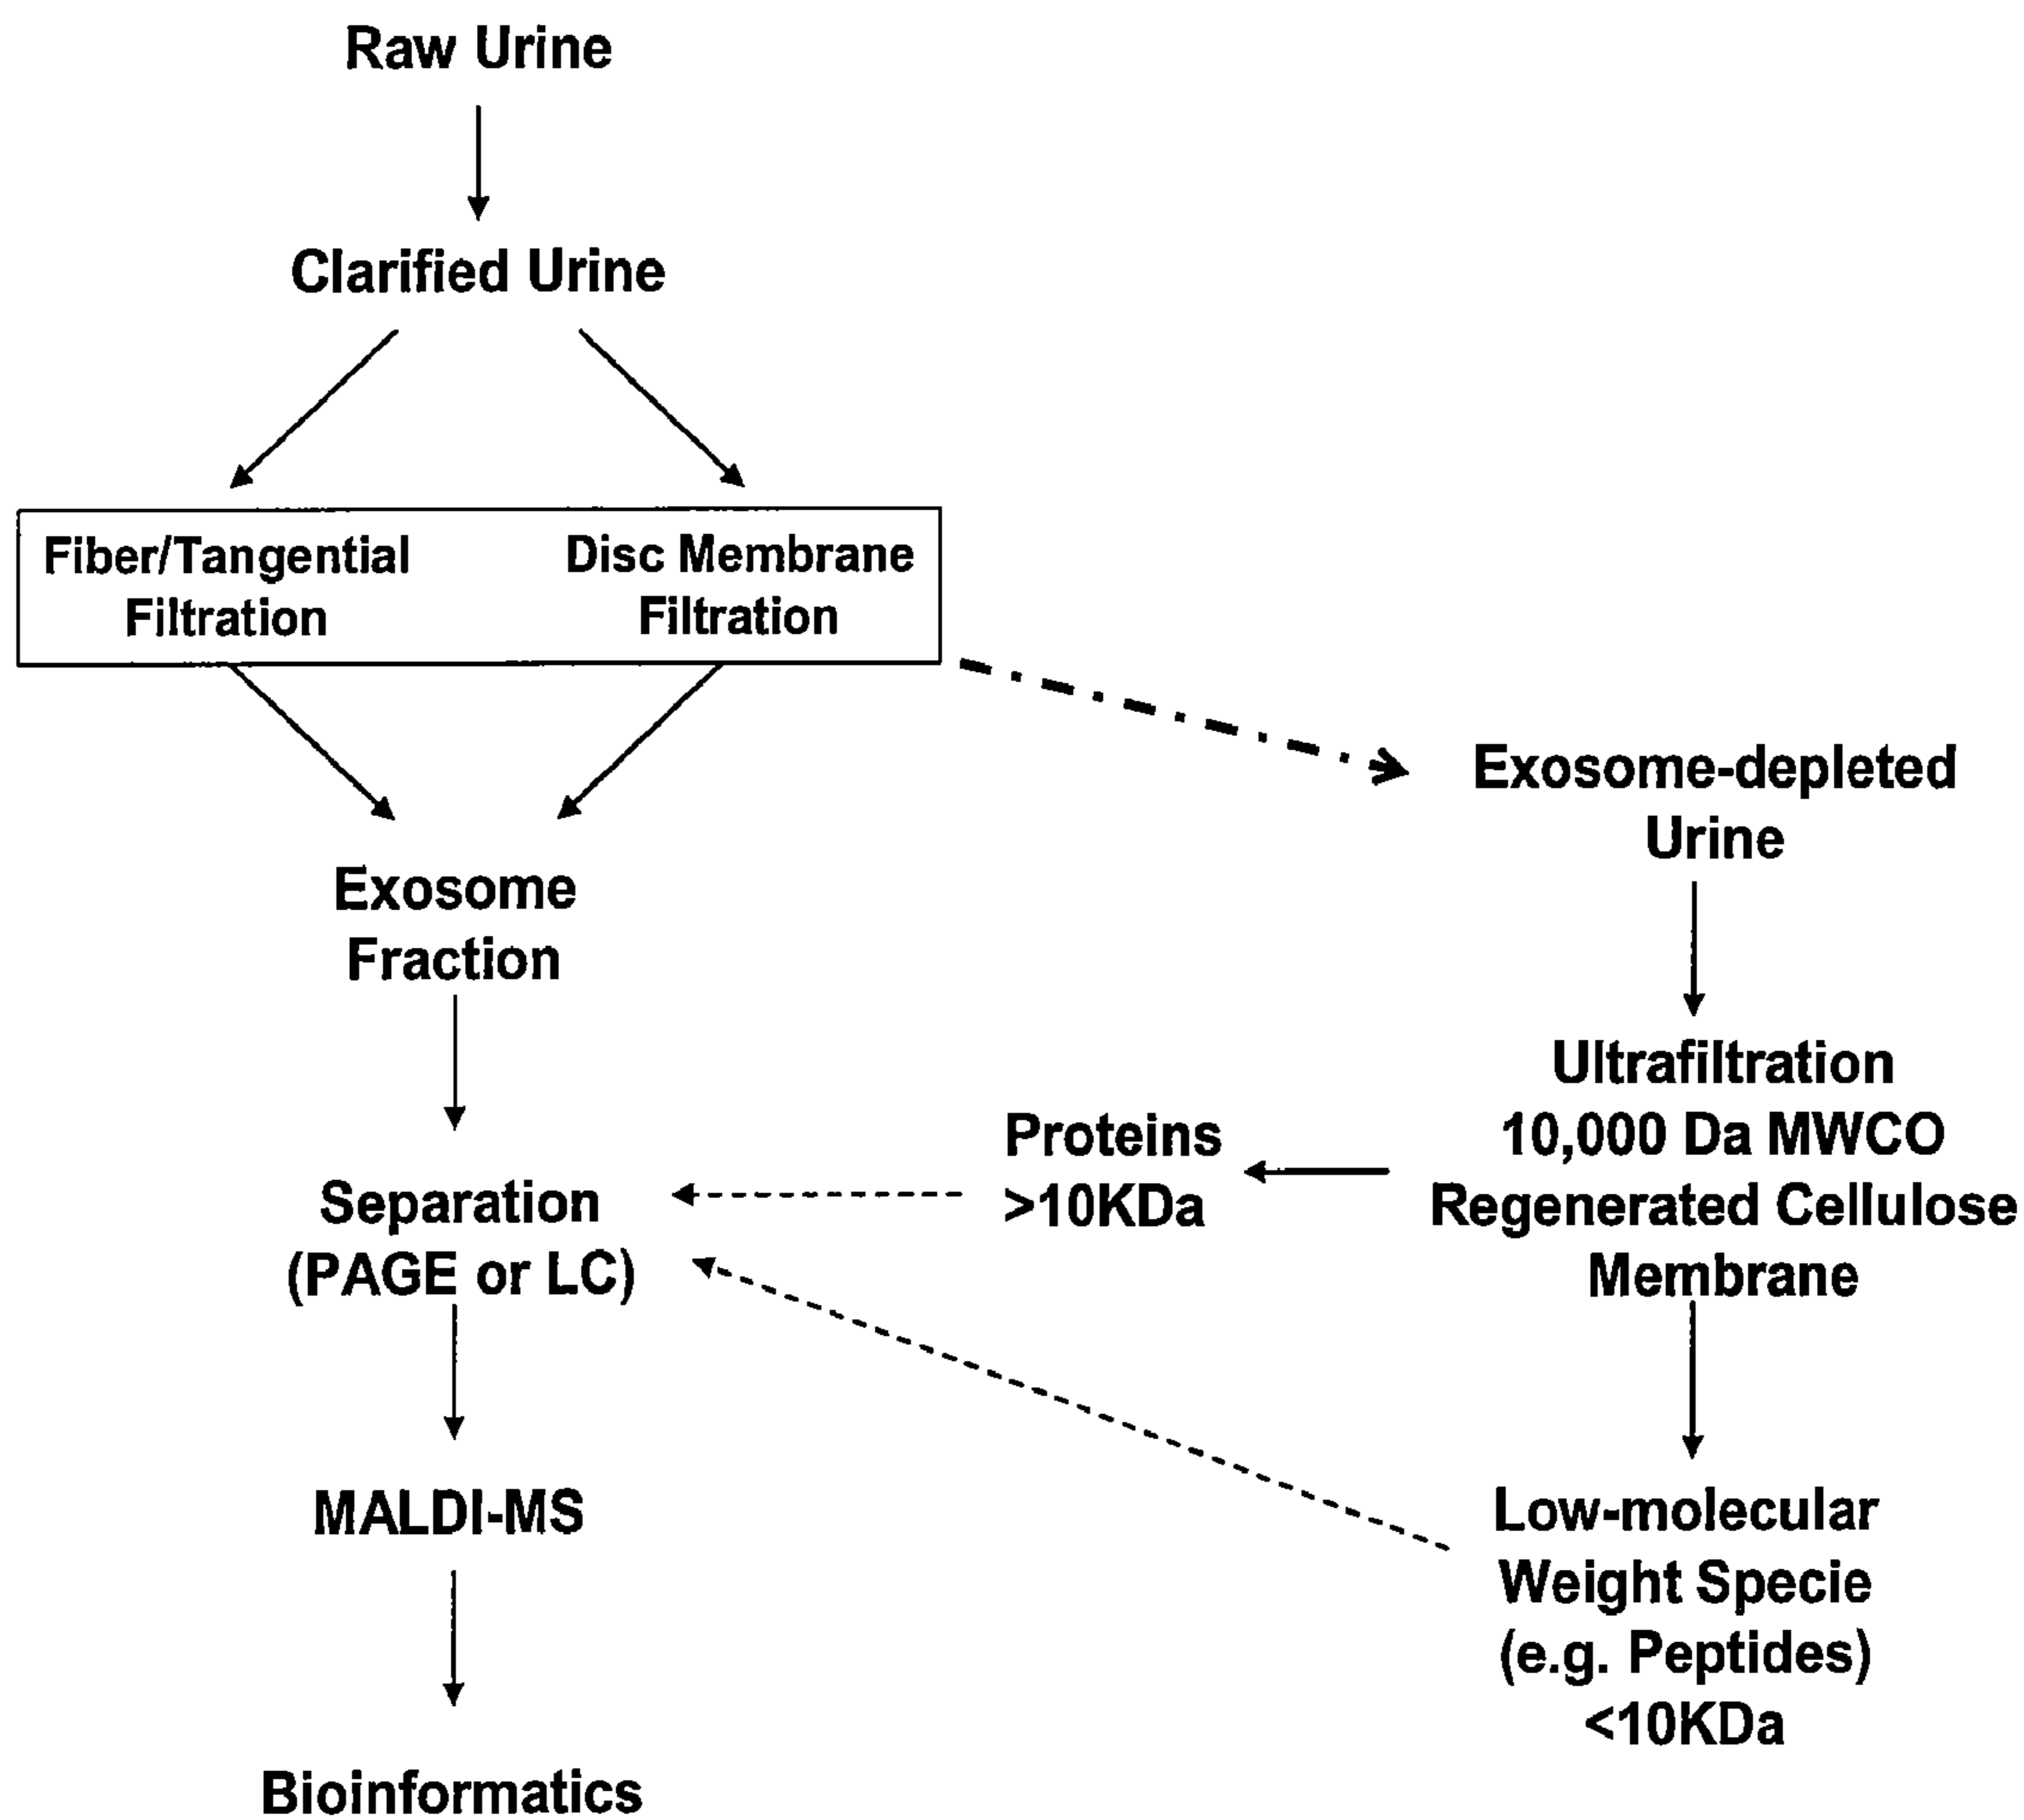 Raw Urine
Clarified Urine
Fiber/Tangential
Filtration
Disc Membrane
Filtration
Exosome-depleted
Urine
Exosome
Fraction
Ultrafiltration
10,000 Da MWCO
Regenerated Cellulose
Membrane
Proteins
>10KDa
Separation
(PAGE or LC)
MALDI-MS
Low-molecular
Weight Specie
(e.g. Peptides)
<10KDa
Bioinformatics